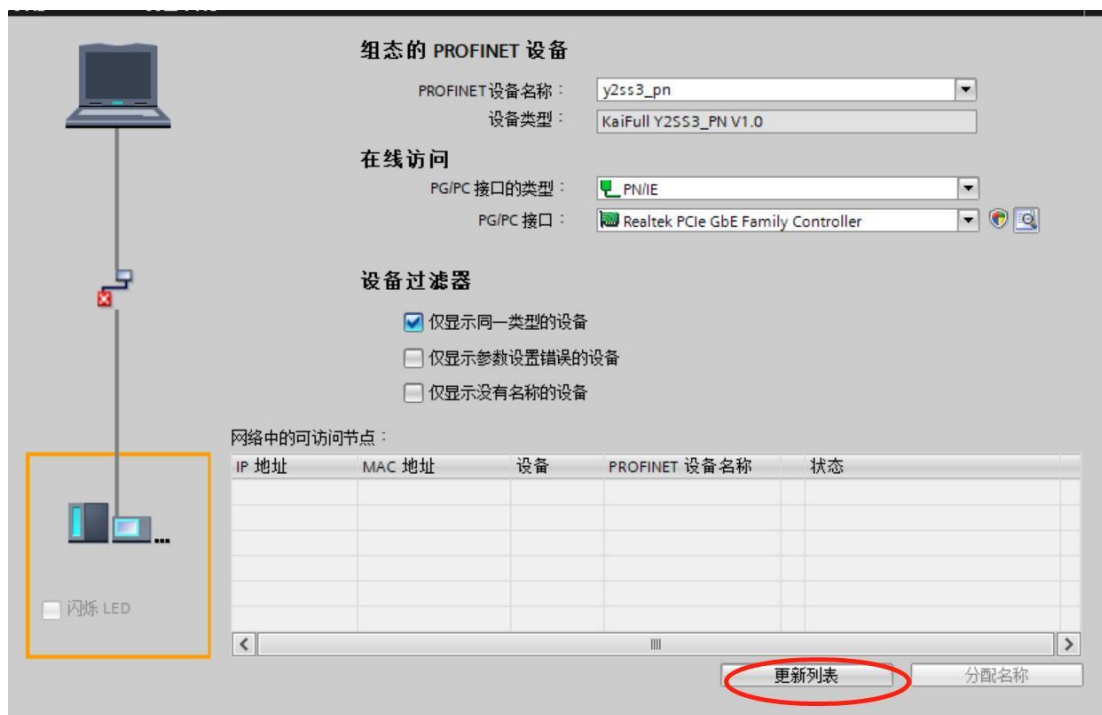 组态的 PROFINET 设备
PROFINET设备名称： y2ss3_pn
设备类型： KaiFull Y2SS3_PN V1.0
在线访问
PG/PC 接口的类型： PN/IE
PG/PC 接口： Realtek PCIe GbE Family Controller
设备过滤器
仅显示同一类型的设备
仅显示参数设置错误的设备
仅显示没有名称的设备
网络中的可访问节点：
IP 地址 MAC 地址 设备 PROFINET 设备名称 状态
闪烁 LED
更新列表 分配名称